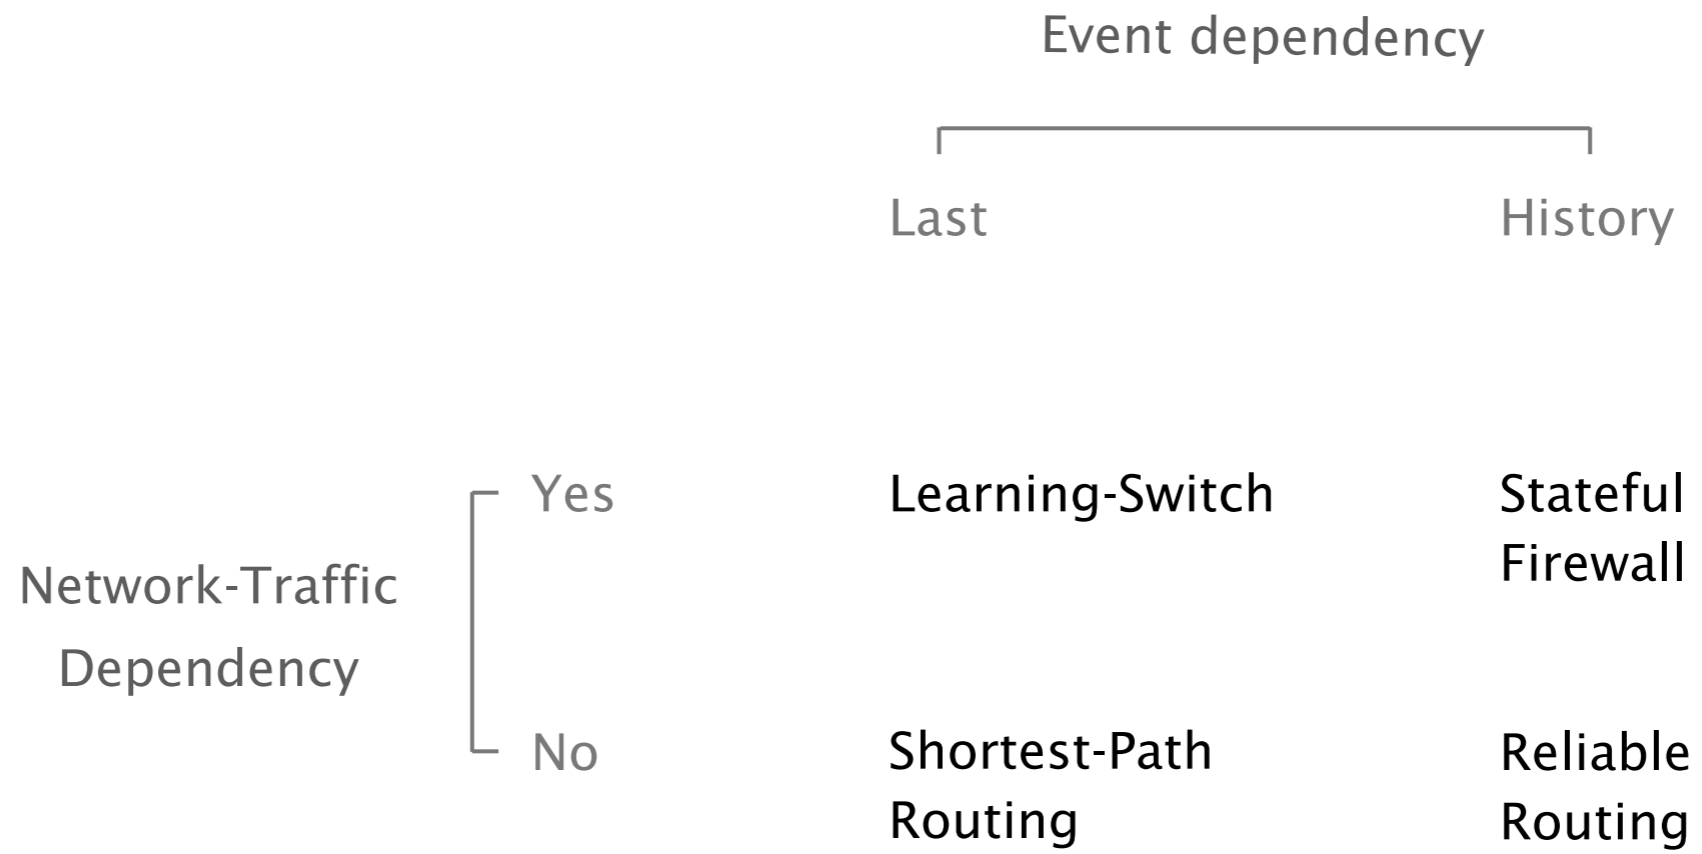 Event dependency
Last History
Yes Learning-Switch Stateful
Firewall
Network-Traffic
Dependency
No Shortest-Path Reliable
Routing Routing